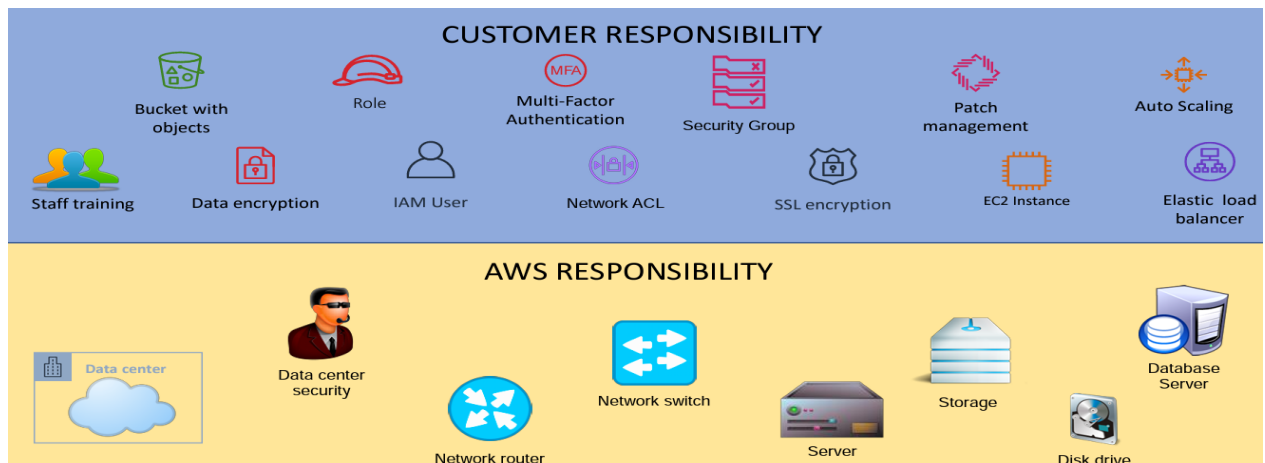 CUSTOMER RESPONSIBILITY
Bucket with
objects
Role
MFA
Multi-Factor
Authentication
Security Group
Patch
management
Auto Scaling
Staff training
Data encryption
IAM User
Network ACL
SSL encryption
EC2 Instance
Elastic load
balancer
AWS RESPONSIBILITY
Data center
Data center
security
Network router
Network switch
Server
Storage
Disk drive
Database
Server